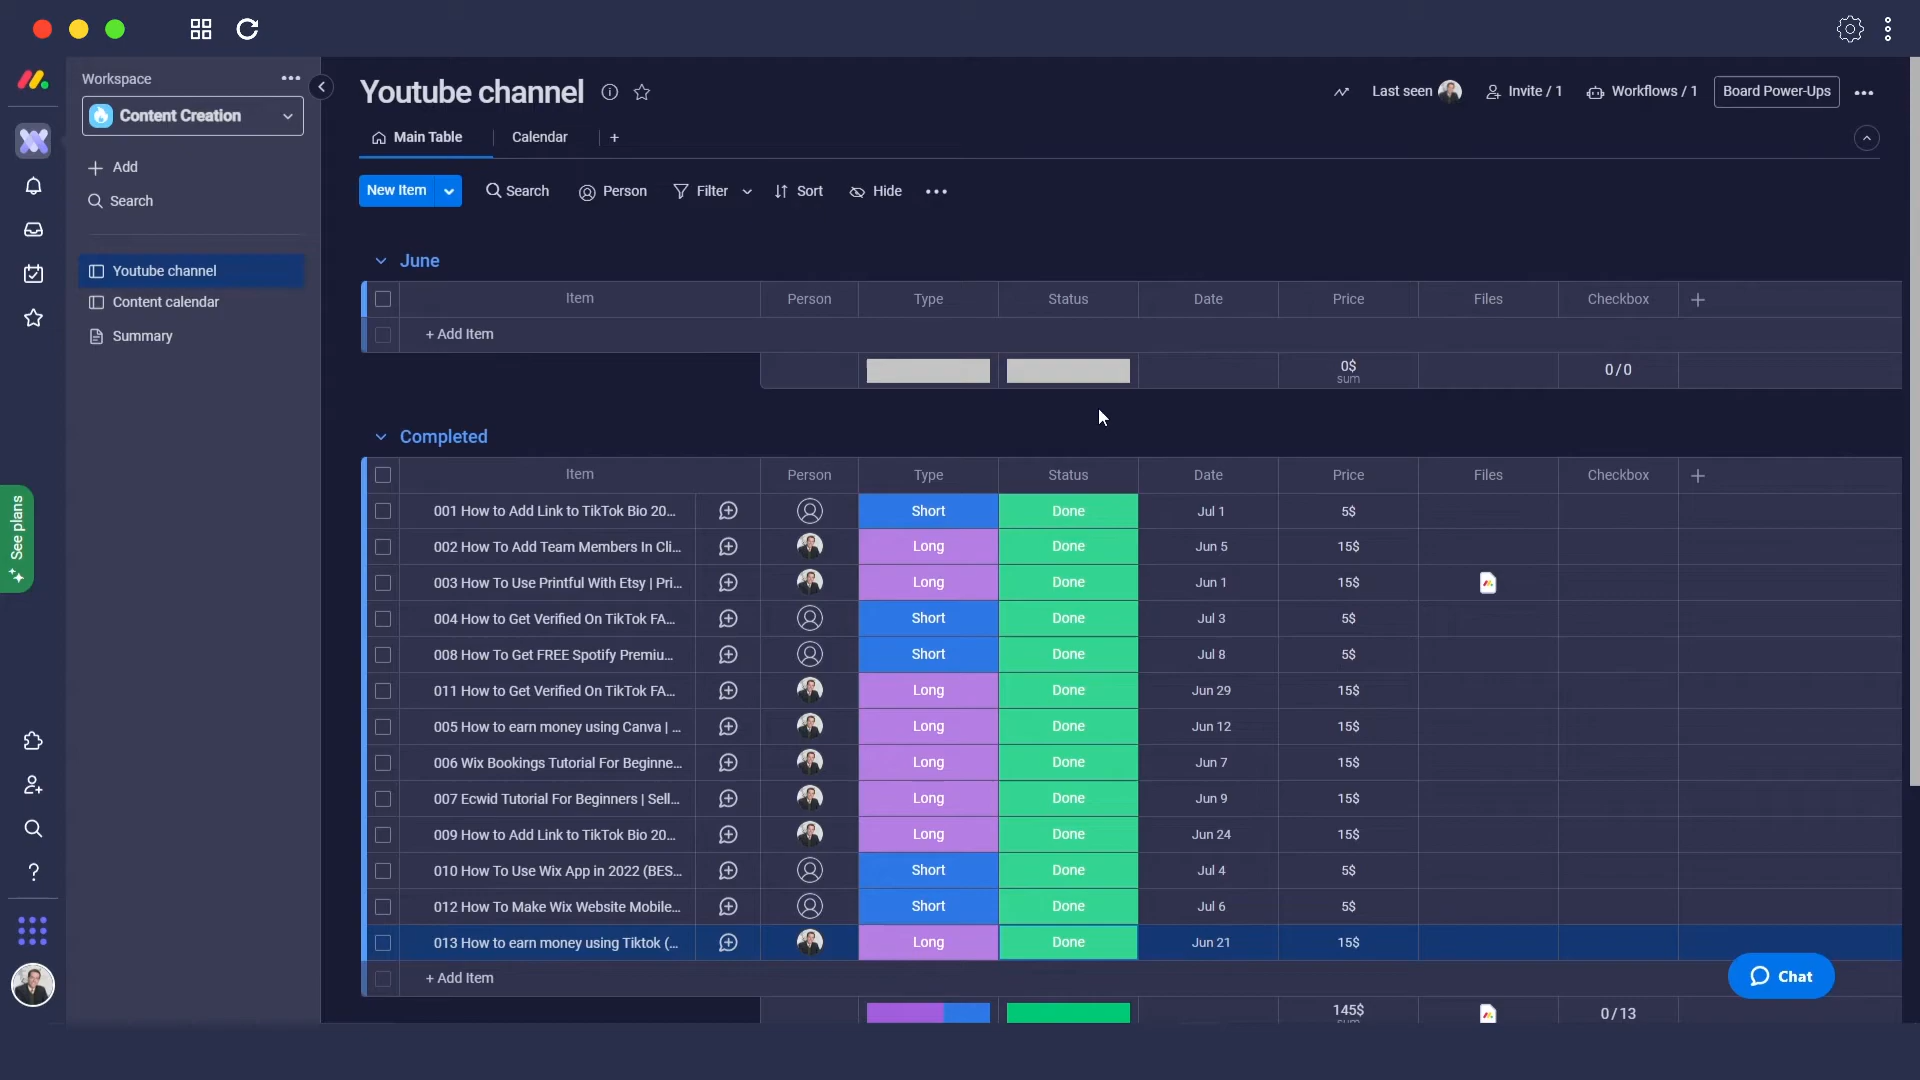 Workspace
Content Creation
Add
Search
Youtube channel
Content calendar
Summary
See plans
Youtube channel
Last seen
Invite / 1
Workflows / 1
Board Power-Ups
Main Table
Calendar
New Item
Search
Person
Filter
Sort
Hide
June
Item Person Type Status Date Price Files Checkbox
+ Add Item
0$ 0 / 0
sum
Completed
Item Person Type Status Date Price Files Checkbox
001 How to Add Link to TikTok Bio 20... Short Done Jul 1 5$
002 How To Add Team Members In Cli... Long Done Jun 5 15$
003 How To Use Printful With Etsy | Pri... Long Done Jun 1 15$
004 How to Get Verified On TikTok FA... Short Done Jul 3 5$
008 How To Get FREE Spotify Premiu... Short Done Jul 8 5$
011 How to Get Verified On TikTok FA... Long Done Jun 29 15$
005 How to earn money using Canva | ... Long Done Jun 12 15$
006 Wix Bookings Tutorial For Beginne... Long Done Jun 7 15$
007 Ecwid Tutorial For Beginners | Sell... Long Done Jun 9 15$
009 How to Add Link to TikTok Bio 20... Long Done Jun 24 15$
010 How To Use Wix App in 2022 (BES... Short Done Jul 4 5$
012 How To Make Wix Website Mobile... Short Done Jul 6 5$
013 How to earn money using Tiktok (... Long Done Jun 21 15$
+ Add Item
Chat
145$ 0 / 13